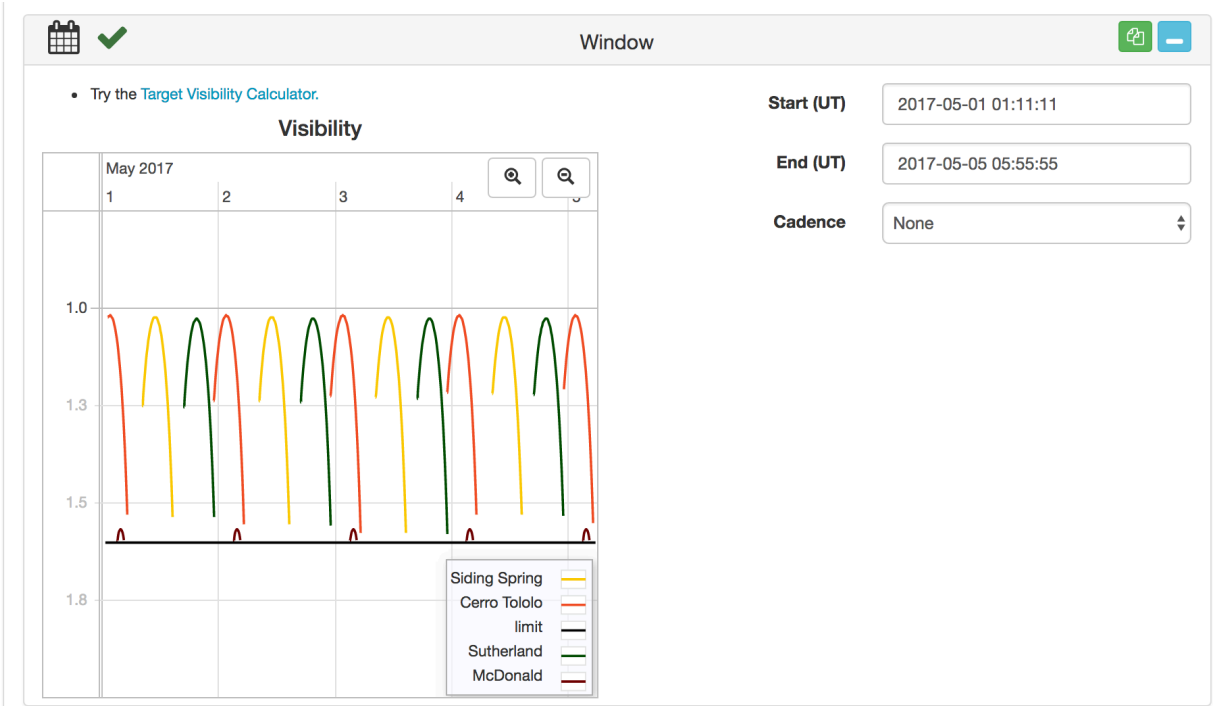 Window
Try the Target Visibility Calculator.
Visibility
May 2017
1 2 3 4
1.0
1.3
1.5
1.8
Siding Spring
Cerro Tololo
limit
Sutherland
McDonald
Start (UT) 2017-05-01 01:11:11
End (UT) 2017-05-05 05:55:55
Cadence None